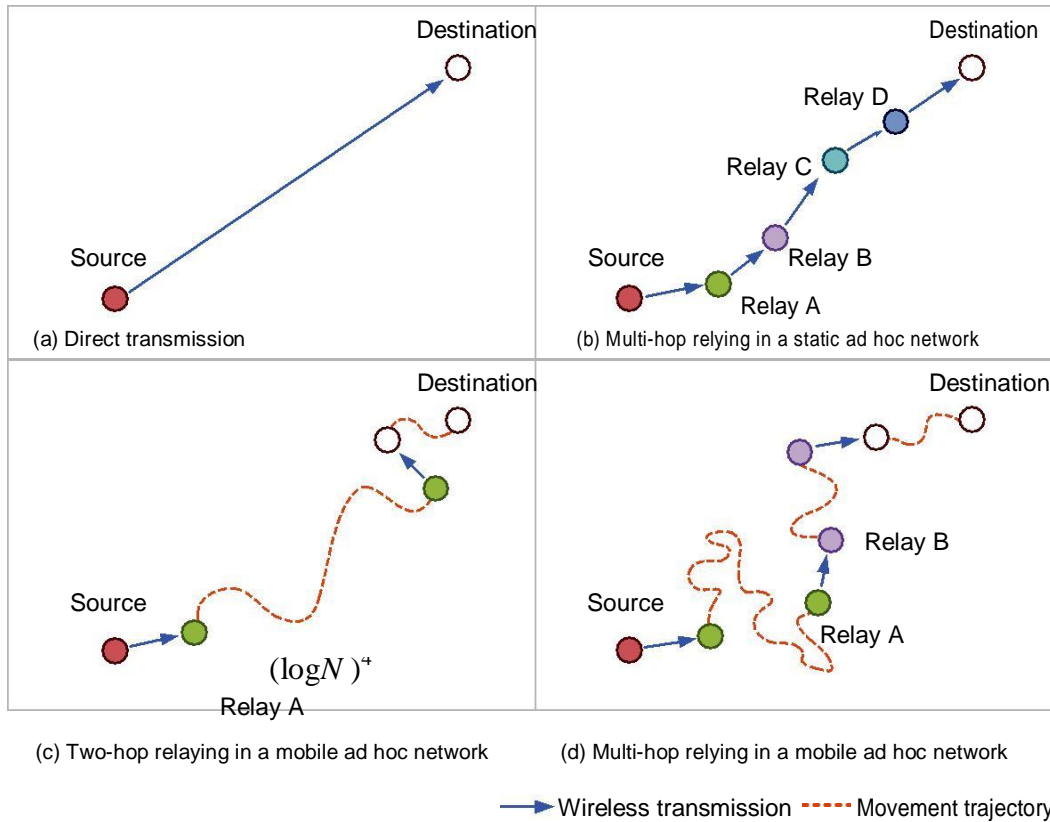 Destination
Source
(a) Direct transmission
Destination
Relay D
Relay C
Relay B
Source
Relay A
(b) Multi-hop relying in a static ad hoc network
Destination
Source
(logN )⁴
Relay A
(c) Two-hop relaying in a mobile ad hoc network
Destination
Relay B
Source
Relay A
(d) Multi-hop relying in a mobile ad hoc network
Wireless transmission
Movement trajectory